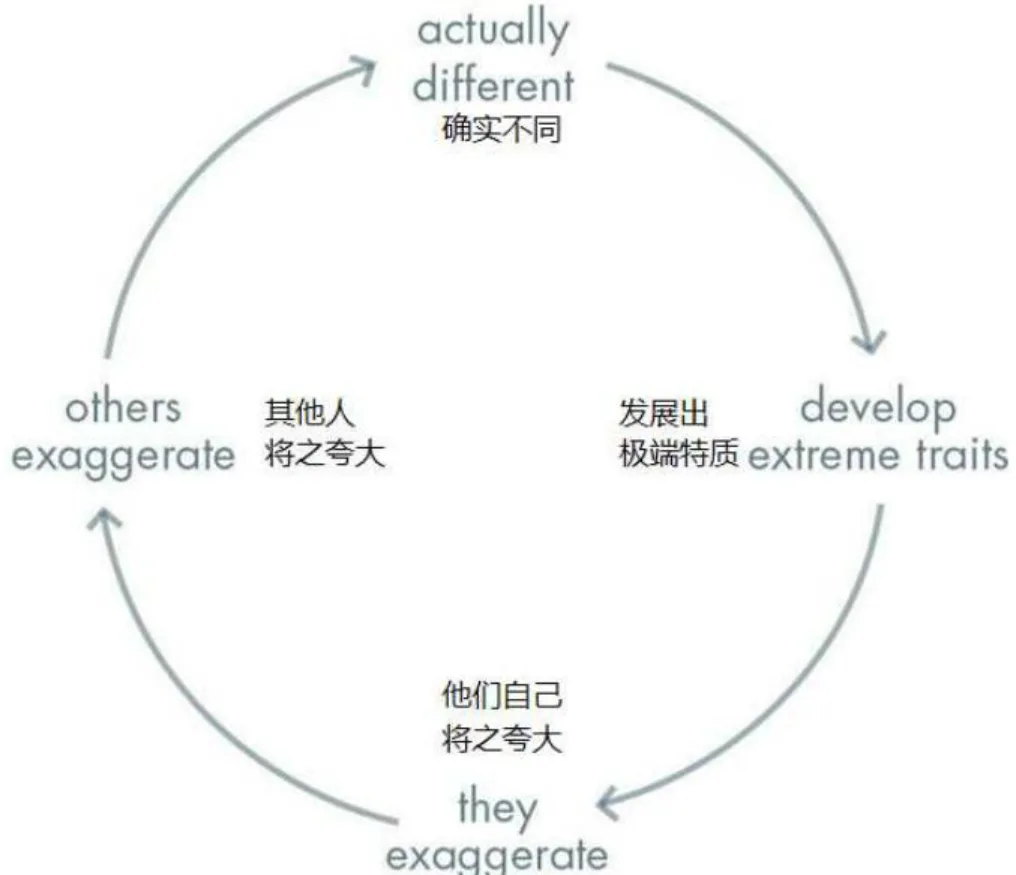 actually
different
确实不同
others
exaggerate
其他人
将之夸大
发展出
极端特质
develop
extreme traits
他们自己
将之夸大
they
exaggerate